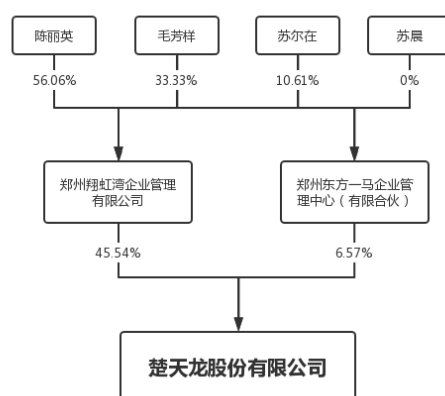 陈丽英
毛芳样
苏尔在
苏晨
56.06%
33.33%
10.61%
0%
郑州翔虹湾企业管理
有限公司
郑州东方一马企业管
理中心（有限合伙）
45.54%
6.57%
楚天龙股份有限公司